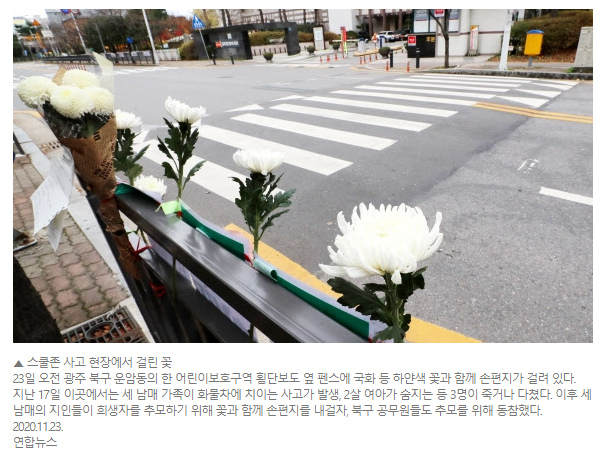 ▲ 스쿨존 사고 현장에서 걸린 꽃
23일 오전 광주 북구 운암동의 한 어린이보호구역 횡단보도 옆 펜스에 국화 등 하얀색 꽃과 함께 손편지가 걸려 있다.
지난 17일 이곳에서는 세 남매 가족이 화물차에 치이는 사고가 발생, 2살 여아가 숨지는 등 3명이 죽거나 다쳤다. 이후 세
남매의 지인들이 희생자를 추모하기 위해 꽃과 함께 손편지를 내걸자, 북구 공무원들도 추모를 위해 동참했다.
2020.11.23.
연합뉴스